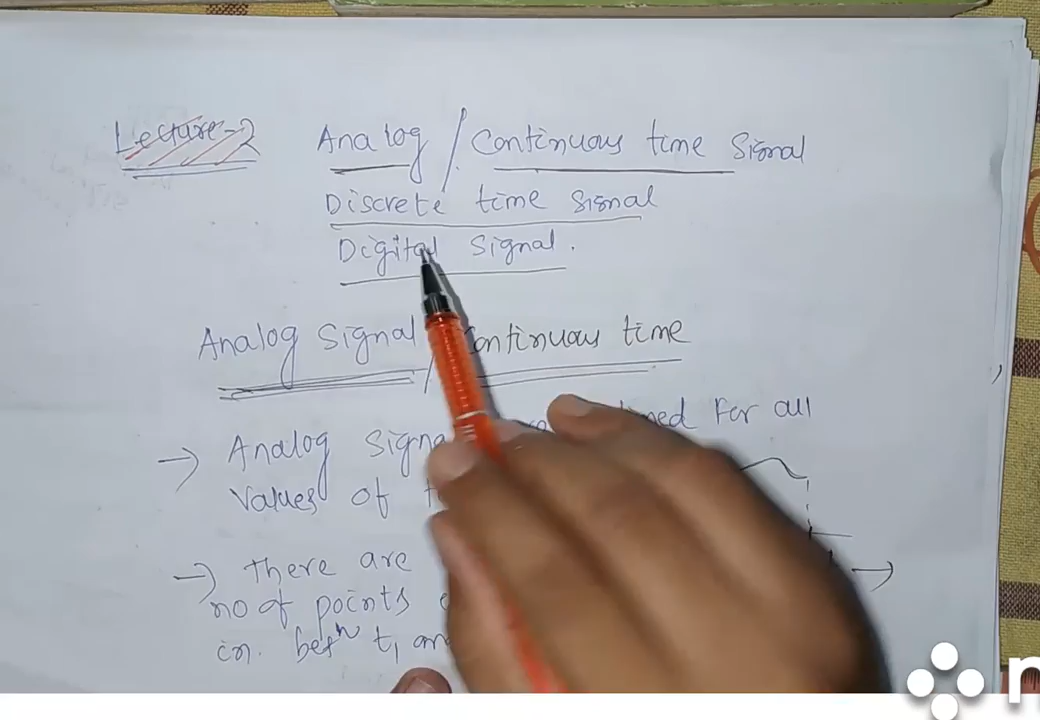 Lecture-2 Analog / Continuous time Signal
Discrete time Signal
Digital Signal.
Analog Signal / Continuous time
→ Analog Signa for all
values of
→ there are
no of points
in. betⁿ t₁ an